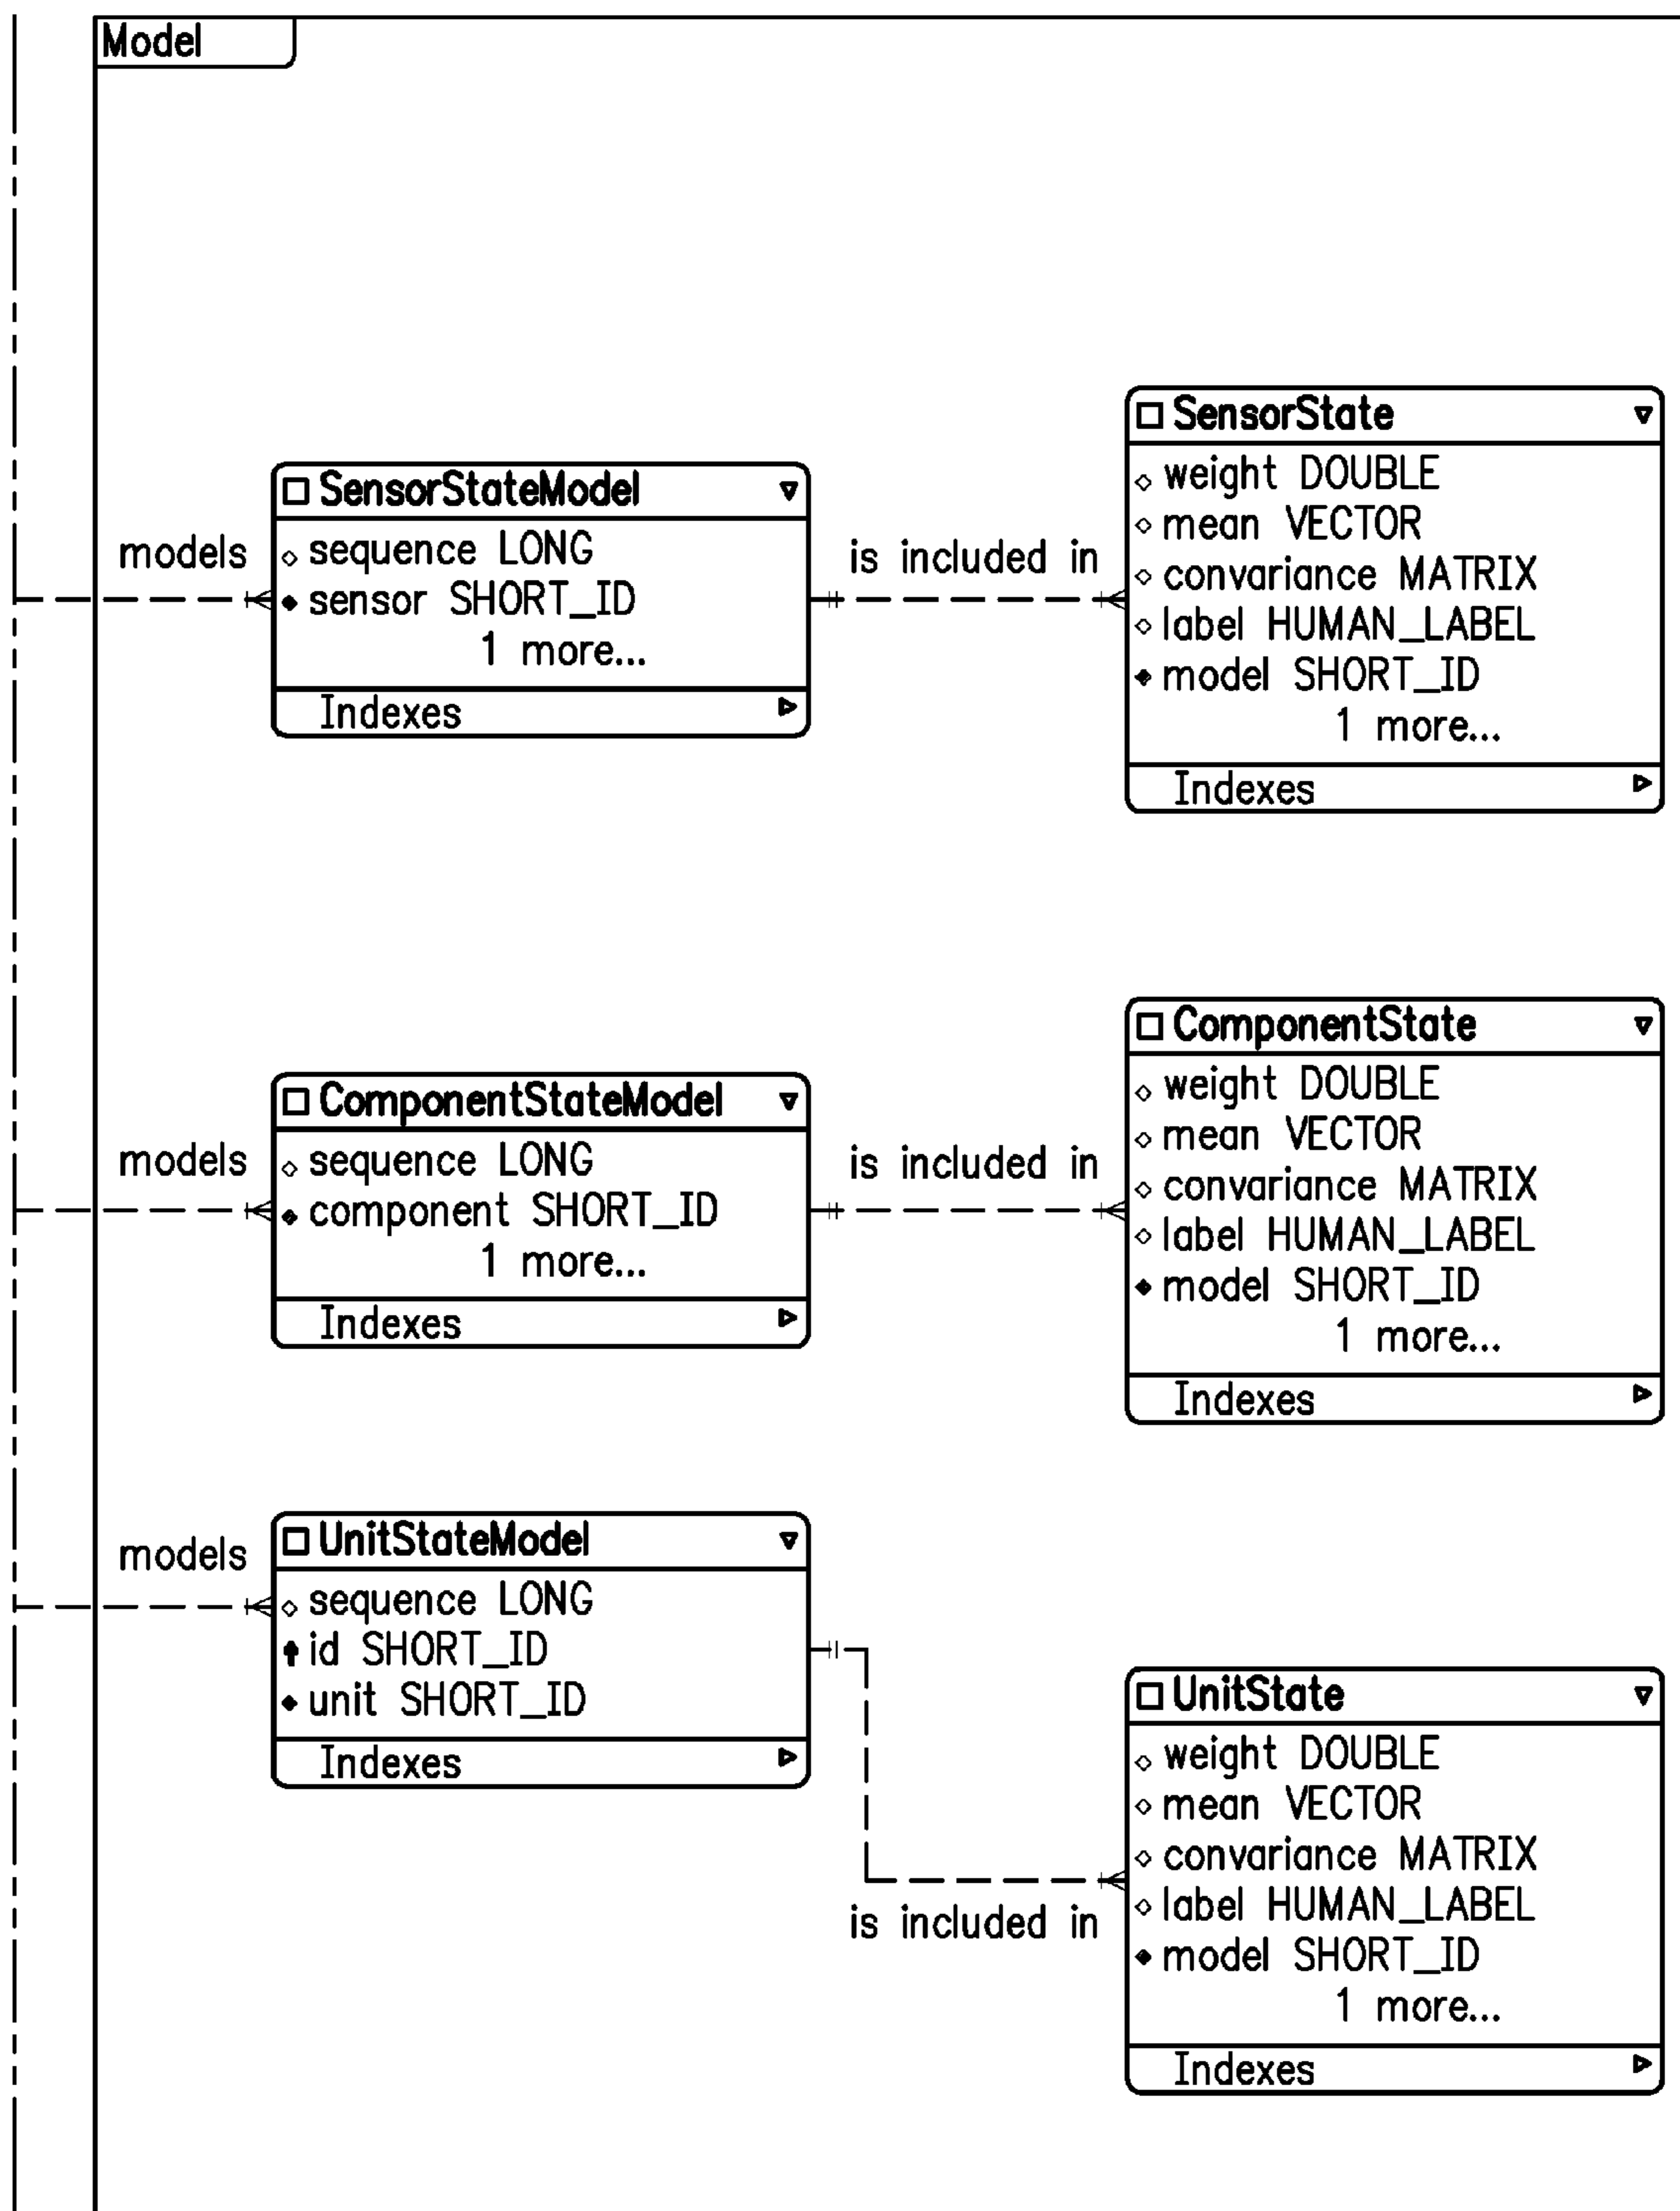 Model
SensorState
weight DOUBLE
mean VECTOR
convariance MATRIX
label HUMAN_LABEL
model SHORT_ID
1 more...
Indexes
SensorStateModel
models
sequence LONG
sensor SHORT_ID
1 more...
Indexes
is included in
ComponentState
weight DOUBLE
mean VECTOR
convariance MATRIX
label HUMAN_LABEL
model SHORT_ID
1 more...
Indexes
ComponentStateModel
models
sequence LONG
component SHORT_ID
1 more...
Indexes
is included in
UnitStateModel
models
sequence LONG
id SHORT_ID
unit SHORT_ID
Indexes
is included in
UnitState
weight DOUBLE
mean VECTOR
convariance MATRIX
label HUMAN_LABEL
model SHORT_ID
1 more...
Indexes